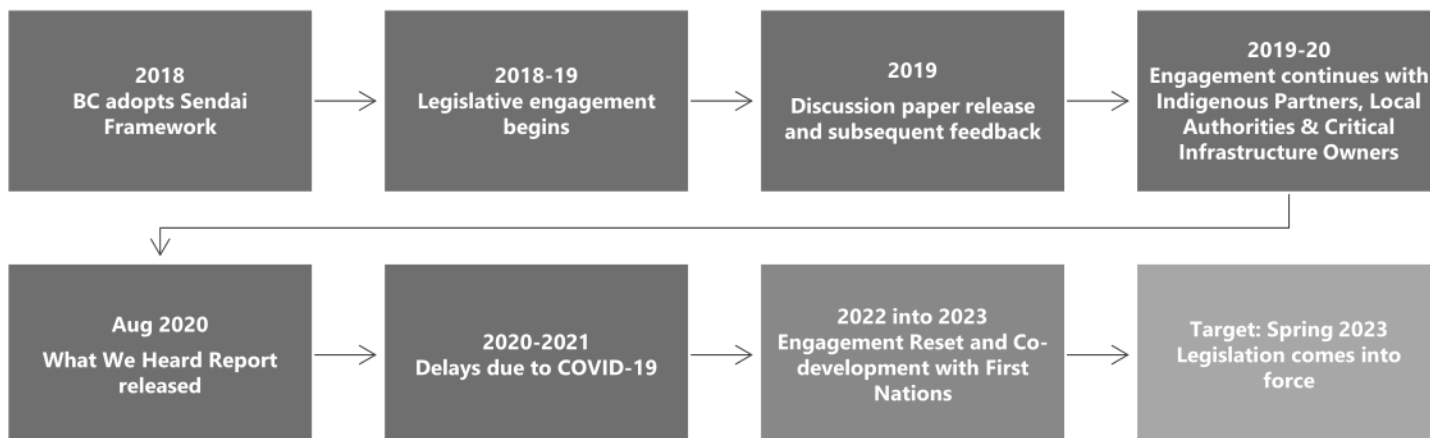 2018
BC adopts Sendai
Framework
2018-19
Legislative engagement
begins
2019
Discussion paper release
and subsequent feedback
2019-20
Engagement continues with
Indigenous Partners, Local
Authorities & Critical
Infrastructure Owners
Aug 2020
What We Heard Report
released
2020-2021
Delays due to COVID-19
2022 into 2023
Engagement Reset and Co-
development with First
Nations
Target: Spring 2023
Legislation comes into
force